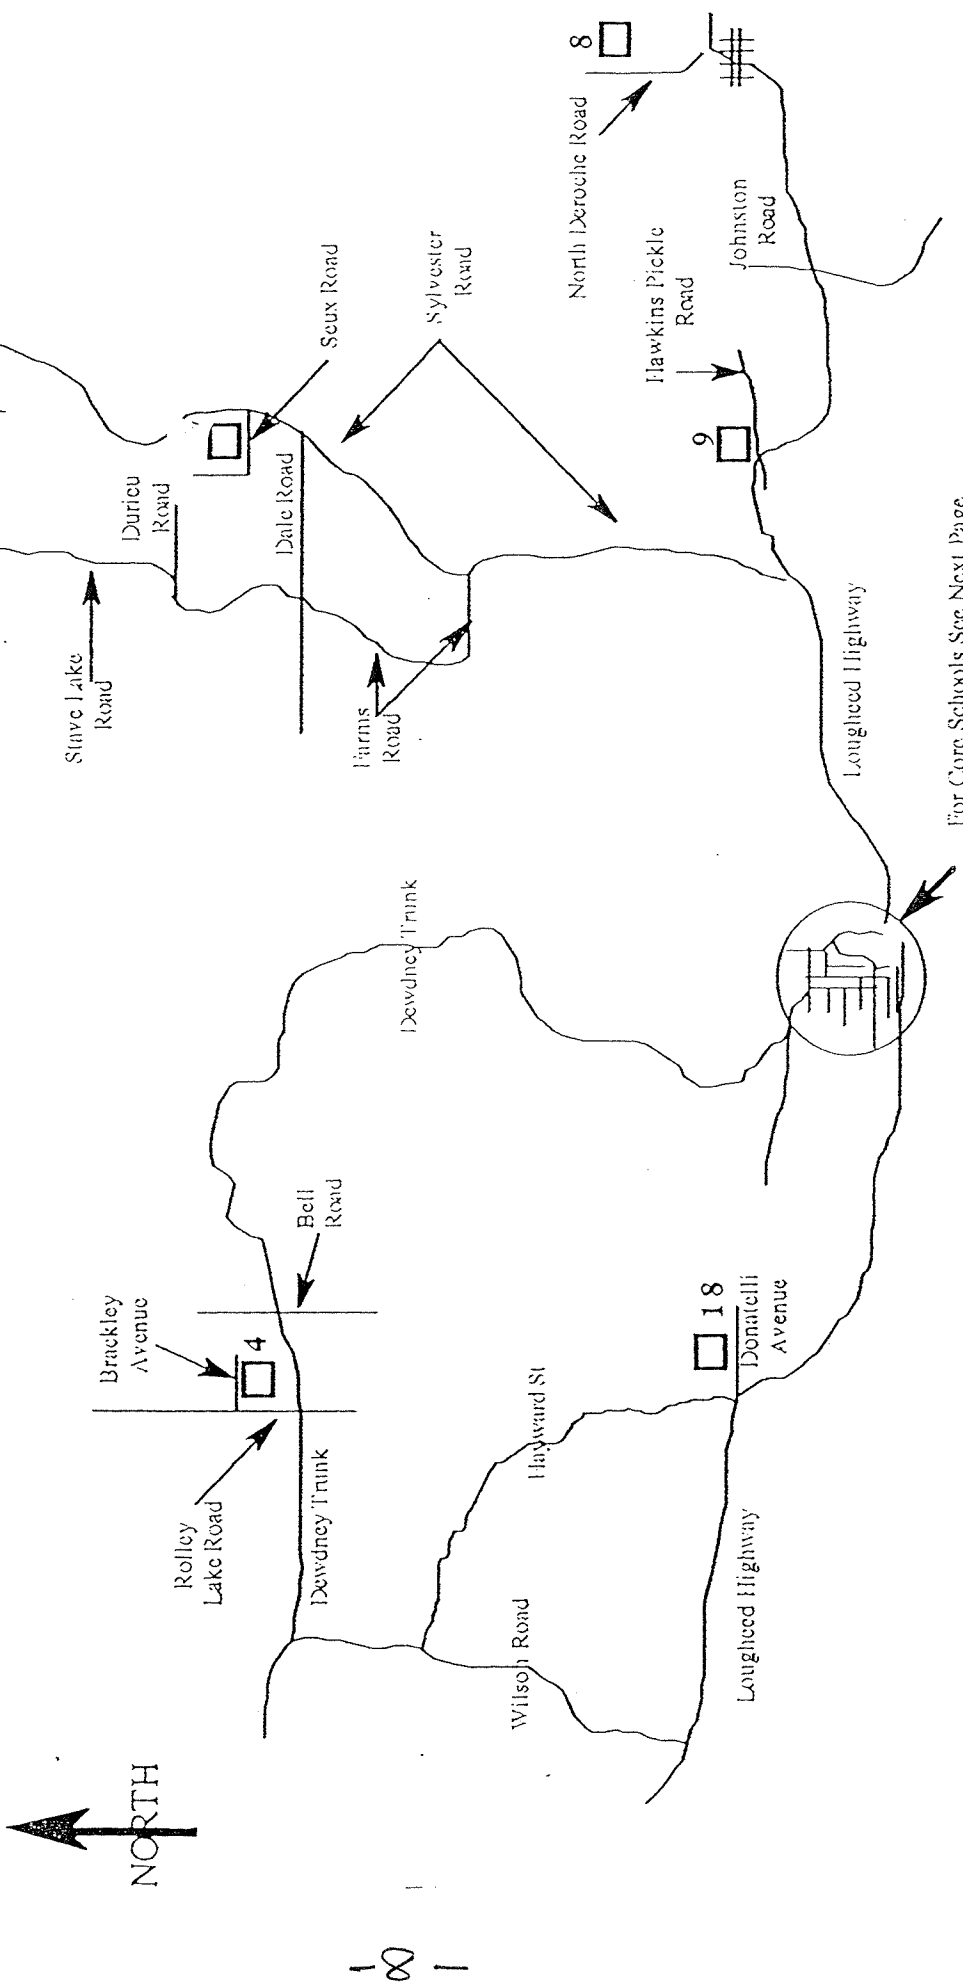 NORTH
Rolley
Lake Road
Brackley
Avenue
4
Bell
Road
Dewdney Trunk
Dewdney Trunk
Wilson Road
Hayward St
Lougheed Highway
18
Donatelli
Avenue
Stave Lake
Road
Durieu
Road
Dale Road
Seux Road
Farms
Road
Sylvester
Road
Lougheed Highway
9
Hawkins Pickle
Road
Johnston
Road
North Deroche Road
8
For Core Schools See Next Page
- 8 -